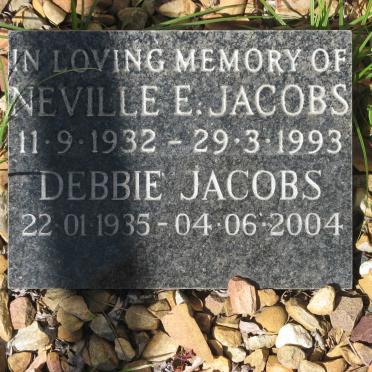 IN LOVING MEMORY OF
NEVILLE E. JACOBS
11·9·1932 - 29·3·1993
DEBBIE JACOBS
22·01·1935 - 04·06·2004